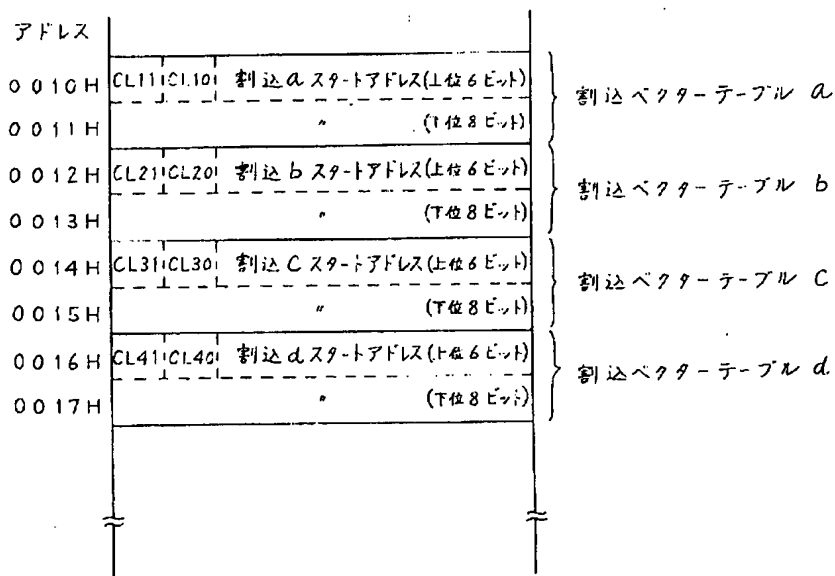 アドレス
0010H CL11 CL10 割込aスタートアドレス(上位6ビット)
割込ベクターテーブル a
0011H 〃 (下位8ビット)
0012H CL21 CL20 割込bスタートアドレス(上位6ビット)
割込ベクターテーブル b
0013H 〃 (下位8ビット)
0014H CL31 CL30 割込Cスタートアドレス(上位6ビット)
割込ベクターテーブル C
0015H 〃 (下位8ビット)
0016H CL41 CL40 割込dスタートアドレス(上位6ビット)
割込ベクターテーブル d.
0017H 〃 (下位8ビット)